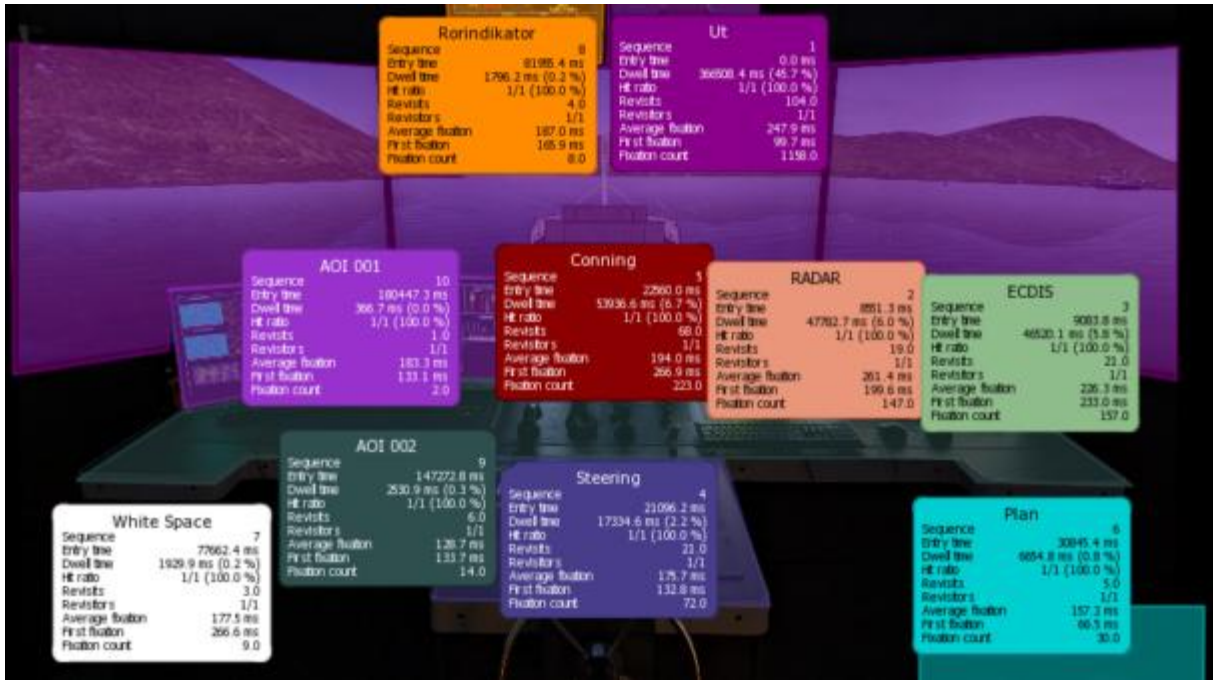 Rorindikator
Sequence 8
Entry time 81985.4 ms
Dwell time 1796.2 ms (0.2 %)
Hit ratio 1/1 (100.0 %)
Revisits 4.0
Revisitors 1/1
Average fixation 187.0 ms
First fixation 165.9 ms
Fixation count 8.0
Ut
Sequence 1
Entry time 0.0 ms
Dwell time 366508.4 ms (45.7 %)
Hit ratio 1/1 (100.0 %)
Revisits 104.0
Revisitors 1/1
Average fixation 247.9 ms
First fixation 99.7 ms
Fixation count 1158.0
AOI 001
Sequence 10
Entry time 180447.3 ms
Dwell time 366.7 ms (0.0 %)
Hit ratio 1/1 (100.0 %)
Revisits 1.0
Revisitors 1/1
Average fixation 183.3 ms
First fixation 133.1 ms
Fixation count 2.0
Conning
Sequence 5
Entry time 22560.0 ms
Dwell time 53936.6 ms (6.7 %)
Hit ratio 1/1 (100.0 %)
Revisits 68.0
Revisitors 1/1
Average fixation 194.0 ms
First fixation 266.9 ms
Fixation count 223.0
RADAR
Sequence 2
Entry time 8551.3 ms
Dwell time 47782.7 ms (6.0 %)
Hit ratio 1/1 (100.0 %)
Revisits 19.0
Revisitors 1/1
Average fixation 261.4 ms
First fixation 199.6 ms
Fixation count 147.0
ECDIS
Sequence 3
Entry time 9083.8 ms
Dwell time 46520.1 ms (5.8 %)
Hit ratio 1/1 (100.0 %)
Revisits 21.0
Revisitors 1/1
Average fixation 226.3 ms
First fixation 233.0 ms
Fixation count 157.0
AOI 002
Sequence 9
Entry time 147272.8 ms
Dwell time 2530.9 ms (0.3 %)
Hit ratio 1/1 (100.0 %)
Revisits 6.0
Revisitors 1/1
Average fixation 128.7 ms
First fixation 133.7 ms
Fixation count 14.0
Steering
Sequence 4
Entry time 21096.2 ms
Dwell time 17334.6 ms (2.2 %)
Hit ratio 1/1 (100.0 %)
Revisits 21.0
Revisitors 1/1
Average fixation 175.7 ms
First fixation 132.8 ms
Fixation count 72.0
White Space
Sequence 7
Entry time 77662.4 ms
Dwell time 1929.9 ms (0.2 %)
Hit ratio 1/1 (100.0 %)
Revisits 3.0
Revisitors 1/1
Average fixation 177.5 ms
First fixation 266.6 ms
Fixation count 9.0
Plan
Sequence 6
Entry time 30845.4 ms
Dwell time 6654.8 ms (0.8 %)
Hit ratio 1/1 (100.0 %)
Revisits 5.0
Revisitors 1/1
Average fixation 157.3 ms
First fixation 66.5 ms
Fixation count 30.0